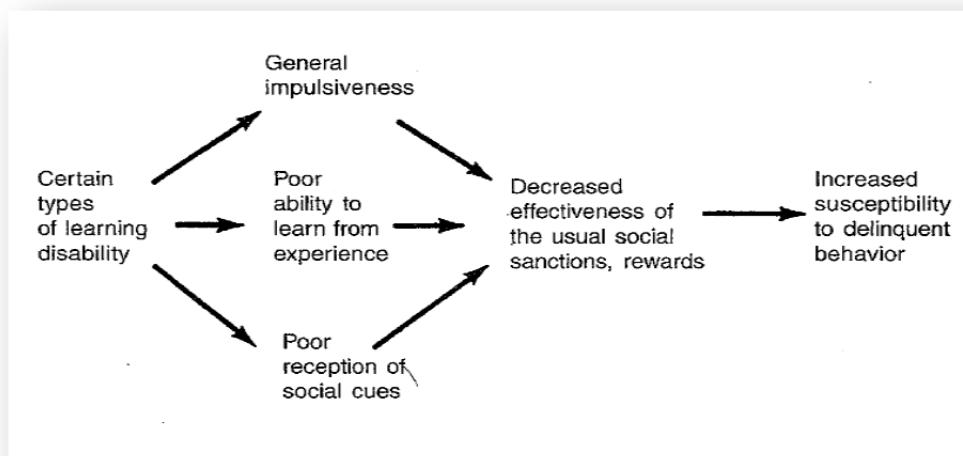 General
impulsiveness
Certain
types
of learning
disability
Poor
ability to
learn from
experience
Poor
reception of
social cues
Decreased
effectiveness of
the usual social
sanctions, rewards
Increased
susceptibility
to delinquent
behavior